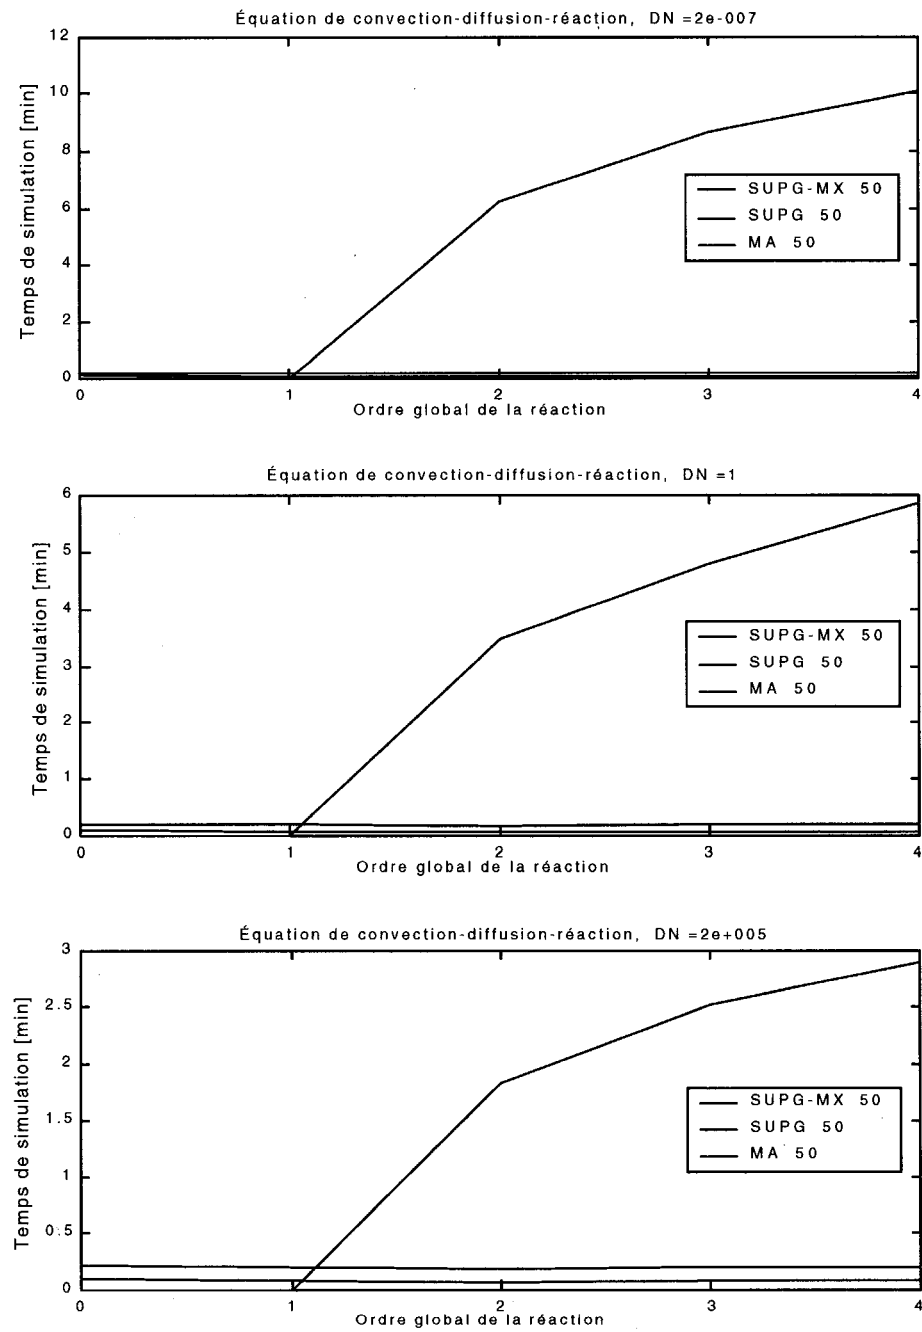 Équation de convection-diffusion-réaction, DN =2e-007
12
10
8
6
4
2
0
Temps de simulation [min]
SUPG-MX 50
SUPG 50
MA 50
0 1 2 3 4
Ordre global de la réaction
Équation de convection-diffusion-réaction, DN =1
6
5
4
3
2
1
0
Temps de simulation [min]
SUPG-MX 50
SUPG 50
MA 50
0 1 2 3 4
Ordre global de la réaction
Équation de convection-diffusion-réaction, DN =2e+005
3
2.5
2
1.5
1
0.5
0
Temps de simulation [min]
SUPG-MX 50
SUPG 50
MA 50
0 1 2 3 4
Ordre global de la réaction